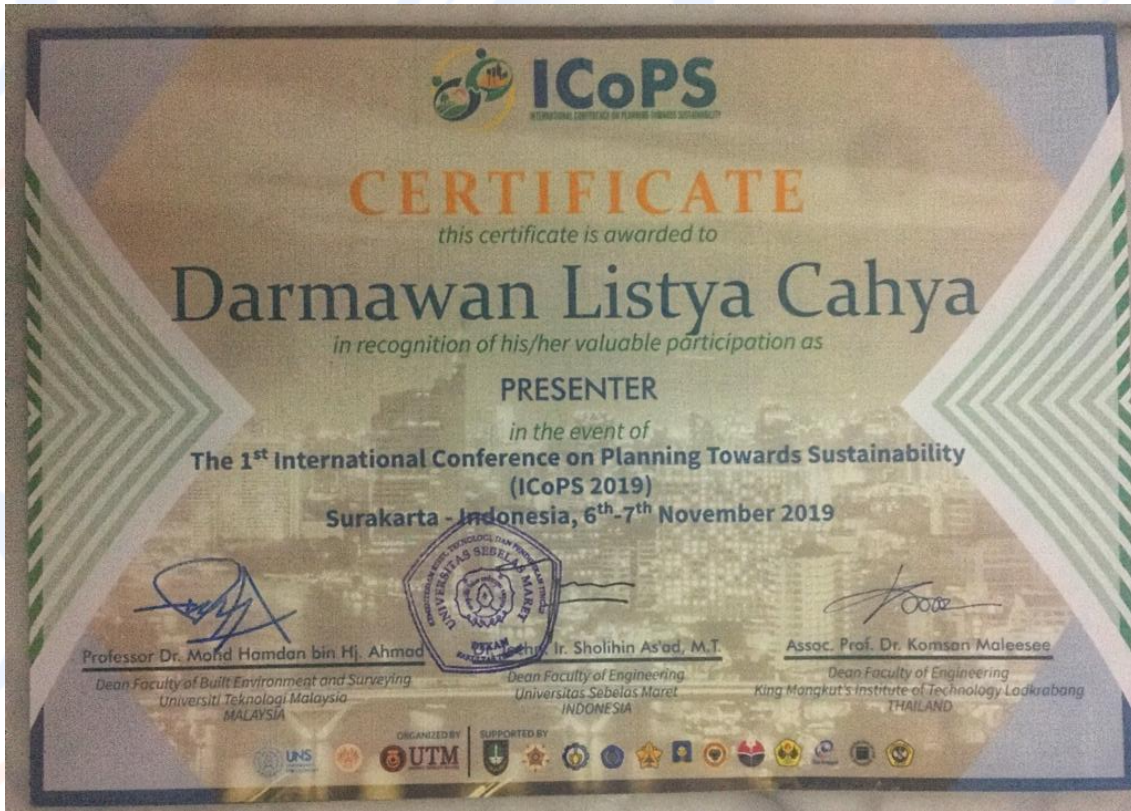 ICoPS
INTERNATIONAL CONFERENCE ON PLANNING TOWARDS SUSTAINABILITY
CERTIFICATE
this certificate is awarded to
Darmawan Listya Cahya
in recognition of his/her valuable participation as
PRESENTER
in the event of
The 1st International Conference on Planning Towards Sustainability
(ICoPS 2019)
Surakarta - Indonesia, 6th-7th November 2019
UNIVERSITAS SEBELAS MARET
DEKAN
Professor Dr. Mohd Hamdan bin Hj. Ahmad
Dean Faculty of Built Environment and Surveying
Universiti Teknologi Malaysia
MALAYSIA
Ir. Sholihin As'ad, M.T.
Dean Faculty of Engineering
Universitas Sebelas Maret
INDONESIA
Assoc. Prof. Dr. Komsan Maleesee
Dean Faculty of Engineering
King Mongkut's Institute of Technology Ladkrabang
THAILAND
ORGANIZED BY
UNS
UTM
SUPPORTED BY